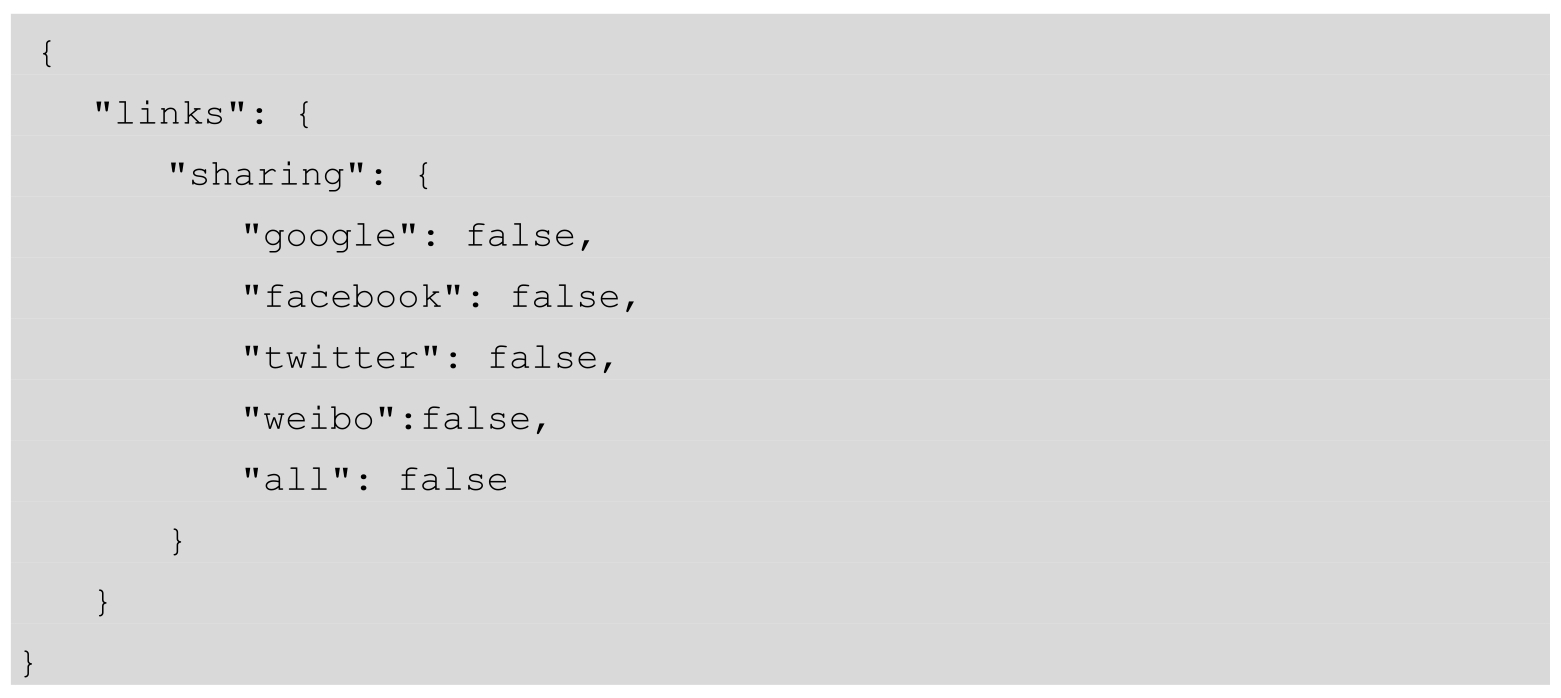 {
"links": {
"sharing": {
"google": false,
"facebook": false,
"twitter": false,
"weibo":false,
"all": false
}
}
}